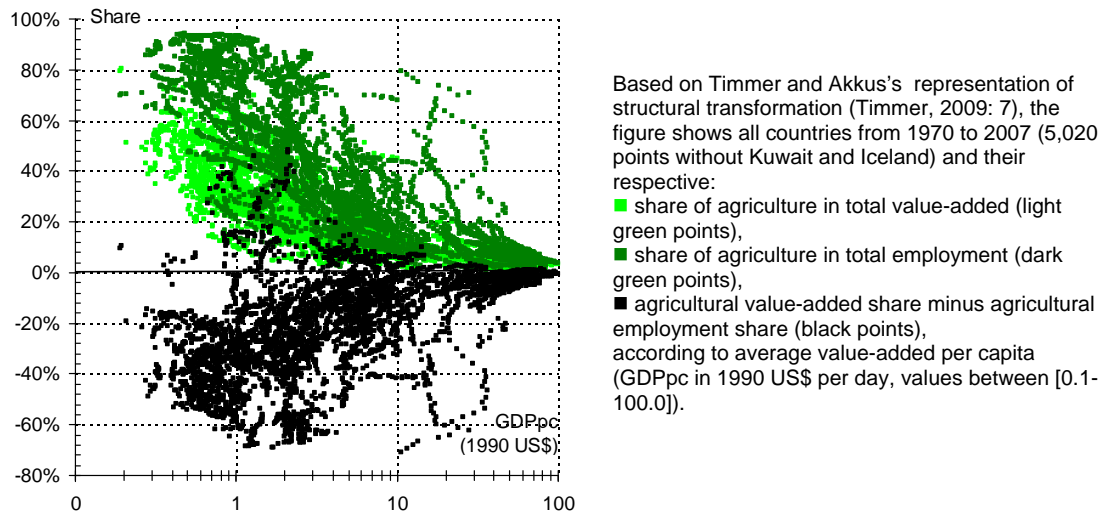 Share
100%
80%
60%
40%
20%
0%
-20%
-40%
-60%
-80%
GDPpc
(1990 US$)
0 1 10 100
Based on Timmer and Akkus's representation of
structural transformation (Timmer, 2009: 7), the
figure shows all countries from 1970 to 2007 (5,020
points without Kuwait and Iceland) and their
respective:
■ share of agriculture in total value-added (light
green points),
■ share of agriculture in total employment (dark
green points),
■ agricultural value-added share minus agricultural
employment share (black points),
according to average value-added per capita
(GDPpc in 1990 US$ per day, values between [0.1-
100.0]).